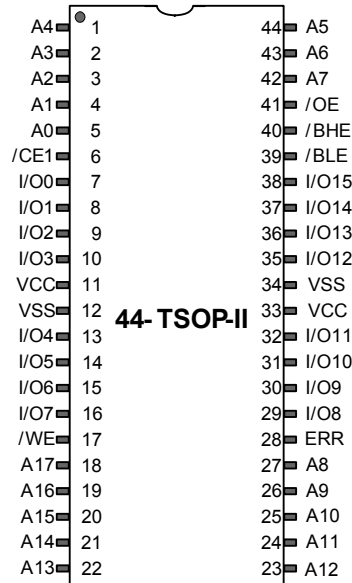 A4 1 44 A5
A3 2 43 A6
A2 3 42 A7
A1 4 41 /OE
A0 5 40 /BHE
/CE1 6 39 /BLE
I/O0 7 38 I/O15
I/O1 8 37 I/O14
I/O2 9 36 I/O13
I/O3 10 35 I/O12
VCC 11 34 VSS
VSS 12 33 VCC
44-TSOP-II
I/O4 13 32 I/O11
I/O5 14 31 I/O10
I/O6 15 30 I/O9
I/O7 16 29 I/O8
/WE 17 28 ERR
A17 18 27 A8
A16 19 26 A9
A15 20 25 A10
A14 21 24 A11
A13 22 23 A12